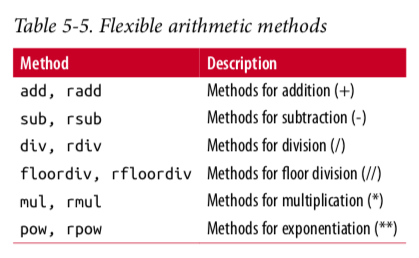 Table 5-5. Flexible arithmetic methods
Method Description
add, radd Methods for addition (+)
sub, rsub Methods for subtraction (-)
div, rdiv Methods for division (/)
floordiv, rfloordiv Methods for floor division (//)
mul, rmul Methods for multiplication (*)
pow, rpow Methods for exponentiation (**)